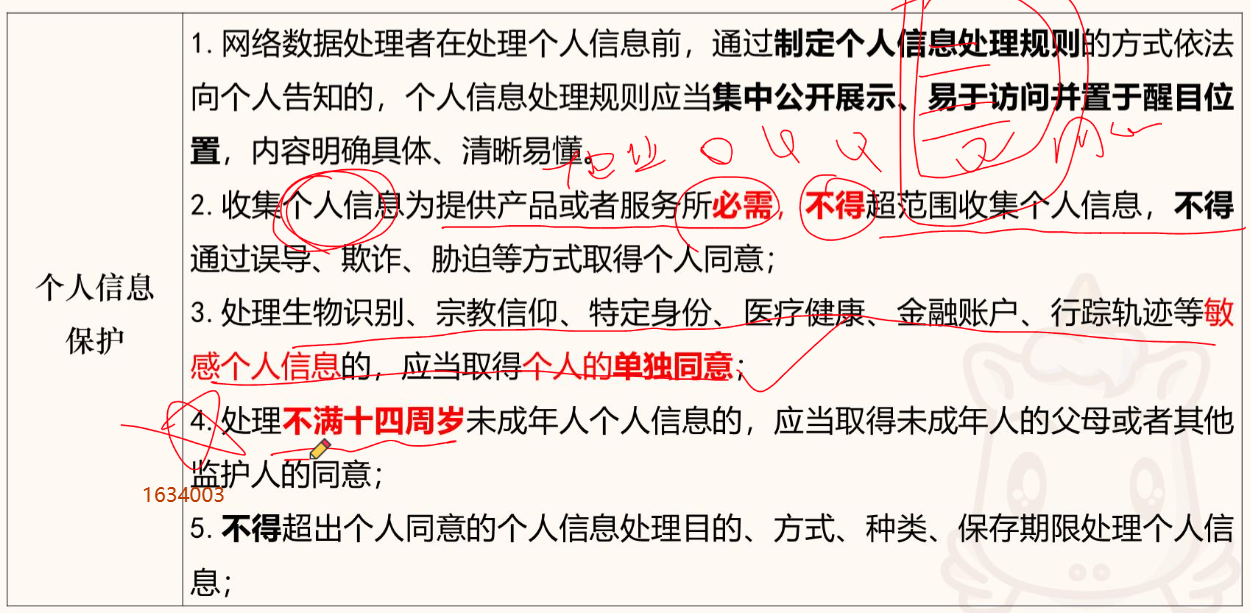 个人信息
保护
1. 网络数据处理者在处理个人信息前，通过制定个人信息处理规则的方式依法
向个人告知的，个人信息处理规则应当集中公开展示、易于访问并置于醒目位
置，内容明确具体、清晰易懂。
2. 收集个人信息为提供产品或者服务所必需，不得超范围收集个人信息，不得
通过误导、欺诈、胁迫等方式取得个人同意；
3. 处理生物识别、宗教信仰、特定身份、医疗健康、金融账户、行踪轨迹等敏
感个人信息的，应当取得个人的单独同意；
4. 处理不满十四周岁未成年人个人信息的，应当取得未成年人的父母或者其他
监护人的同意；
1634003
5. 不得超出个人同意的个人信息处理目的、方式、种类、保存期限处理个人信
息；